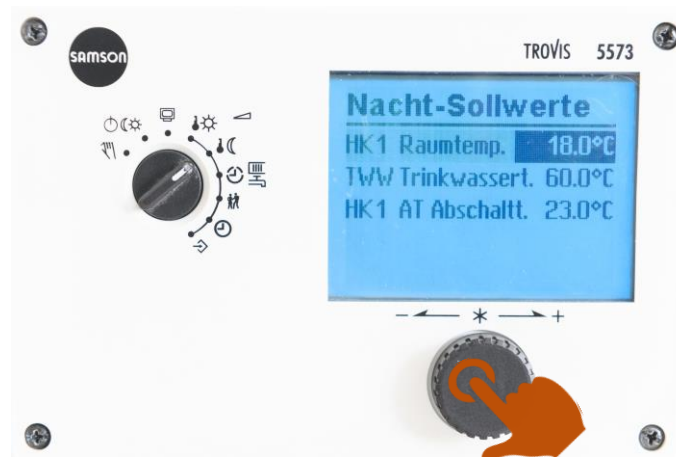 SAMSON
TROVIS 5573
Nacht-Sollwerte
HK1 Raumtemp. 18.0°C
TWW Trinkwassert. 60.0°C
HK1 AT Abschaltt. 23.0°C
- * +